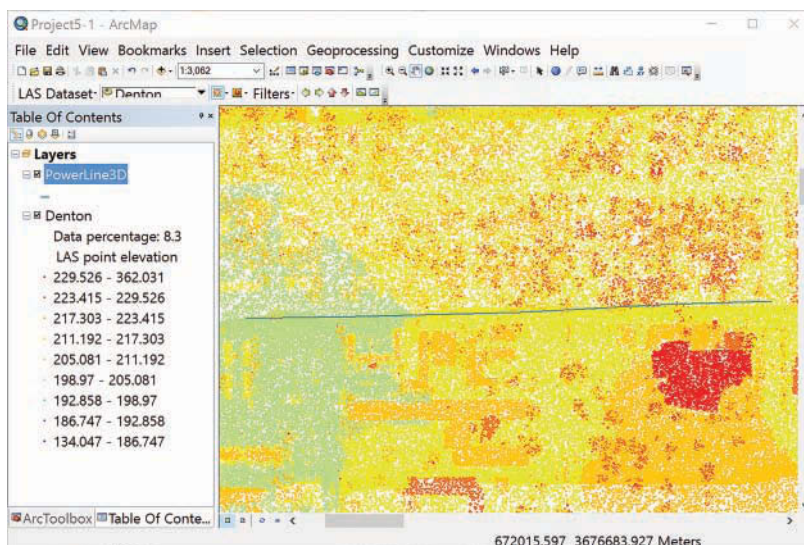 Project5-1 - ArcMap
File Edit View Bookmarks Insert Selection Geoprocessing Customize Windows Help
1:3,062
LAS Dataset Denton Filters
Table Of Contents
Layers
PowerLine3D
Denton
Data percentage: 8.3
LAS point elevation
229.526 - 362.031
223.415 - 229.526
217.303 - 223.415
211.192 - 217.303
205.081 - 211.192
198.97 - 205.081
192.858 - 198.97
186.747 - 192.858
134.047 - 186.747
ArcToolbox Table Of Conte...
672015.597 3676683.927 Meters